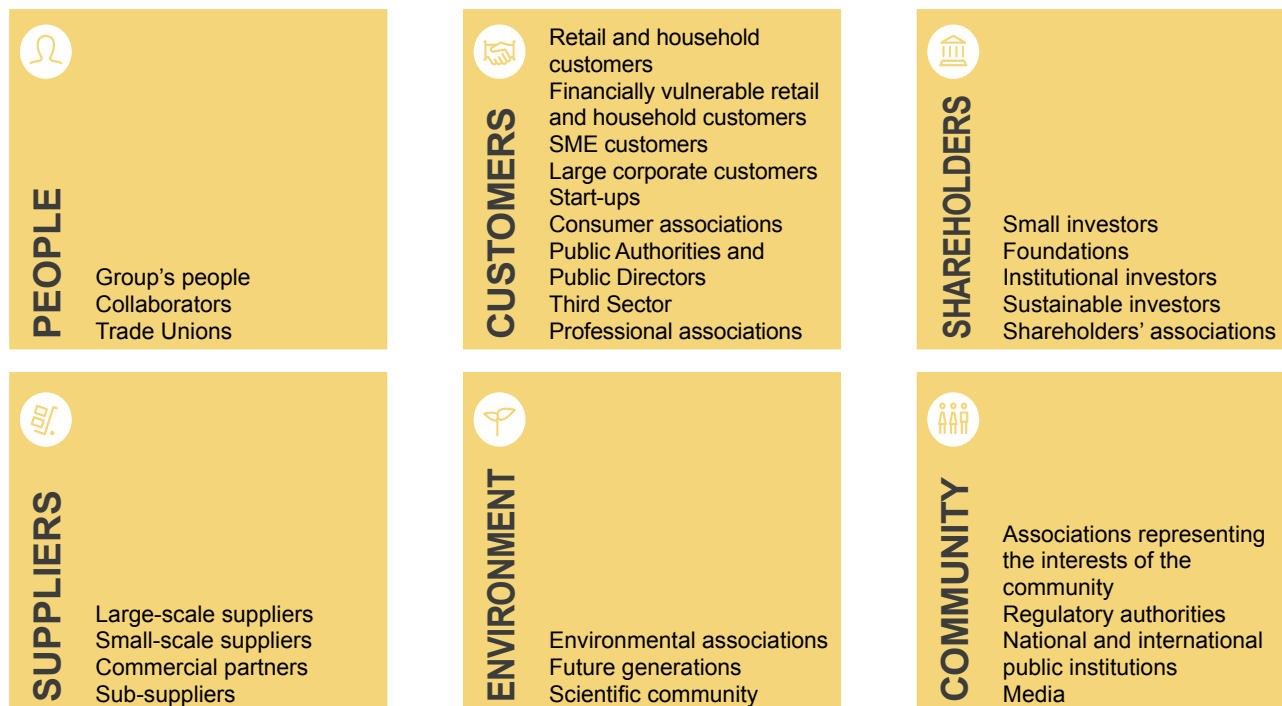 PEOPLE
Group's people
Collaborators
Trade Unions
CUSTOMERS
Retail and household
customers
Financially vulnerable retail
and household customers
SME customers
Large corporate customers
Start-ups
Consumer associations
Public Authorities and
Public Directors
Third Sector
Professional associations
SHAREHOLDERS
Small investors
Foundations
Institutional investors
Sustainable investors
Shareholders' associations
SUPPLIERS
Large-scale suppliers
Small-scale suppliers
Commercial partners
Sub-suppliers
ENVIRONMENT
Environmental associations
Future generations
Scientific community
COMMUNITY
Associations representing
the interests of the
community
Regulatory authorities
National and international
public institutions
Media